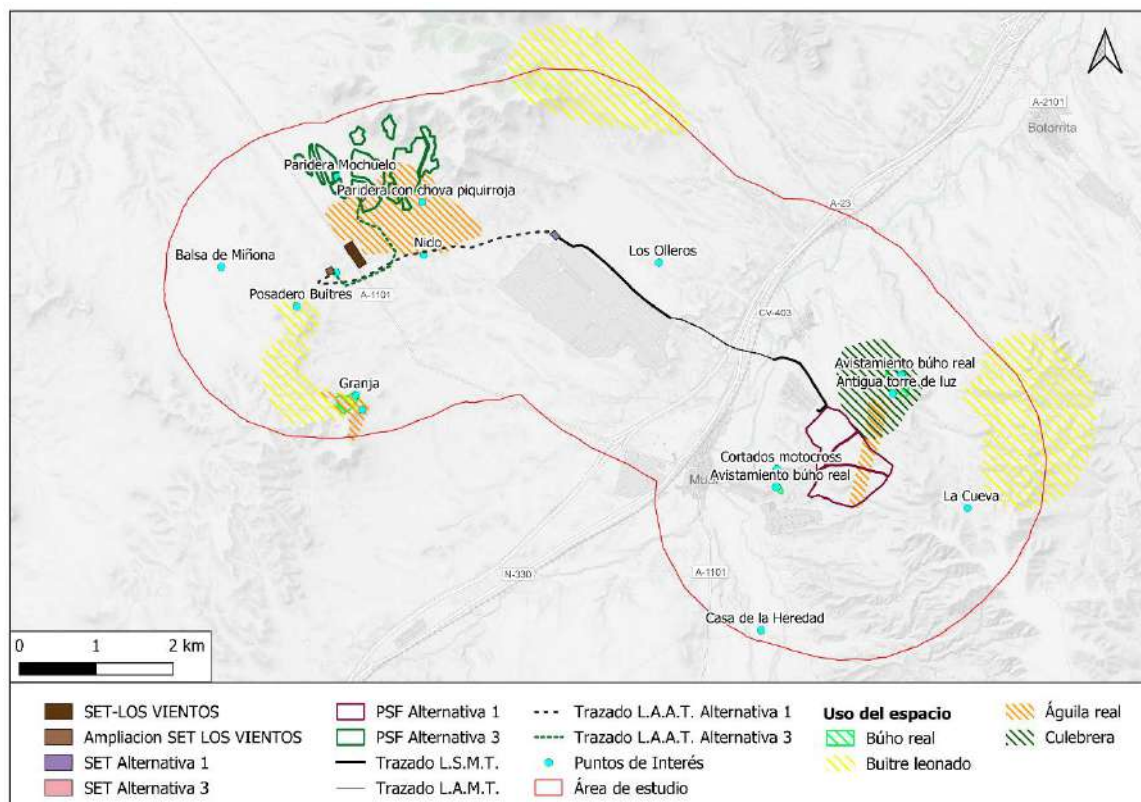 A-2101
Botorrita
Paridera Mochuelo
Paridera con chova piquirroja
A-23
Nido
Los Olleros
Balsa de Miñona
Posadero Buitres
A-1101
CV-403
Avistamiento búho real
Antigua torre de luz
Granja
Cortados motocross
Avistamiento búho real
La Cueva
N-330
A-1101
Casa de la Heredad
0 1 2 km
SET-LOS VIENTOS
Ampliacion SET LOS VIENTOS
SET Alternativa 1
SET Alternativa 3
PSF Alternativa 1
PSF Alternativa 3
Trazado L.S.M.T.
Trazado L.A.M.T.
Trazado L.A.A.T. Alternativa 1
Trazado L.A.A.T. Alternativa 3
Puntos de Interés
Área de estudio
Uso del espacio
Búho real
Buitre leonado
Águila real
Culebrera